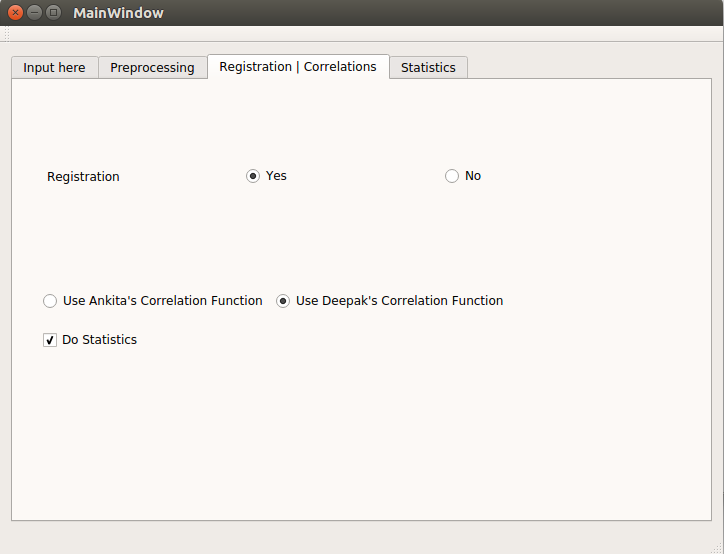 MainWindow
Input here Preprocessing Registration | Correlations Statistics
Registration Yes No
Use Ankita's Correlation Function Use Deepak's Correlation Function
Do Statistics